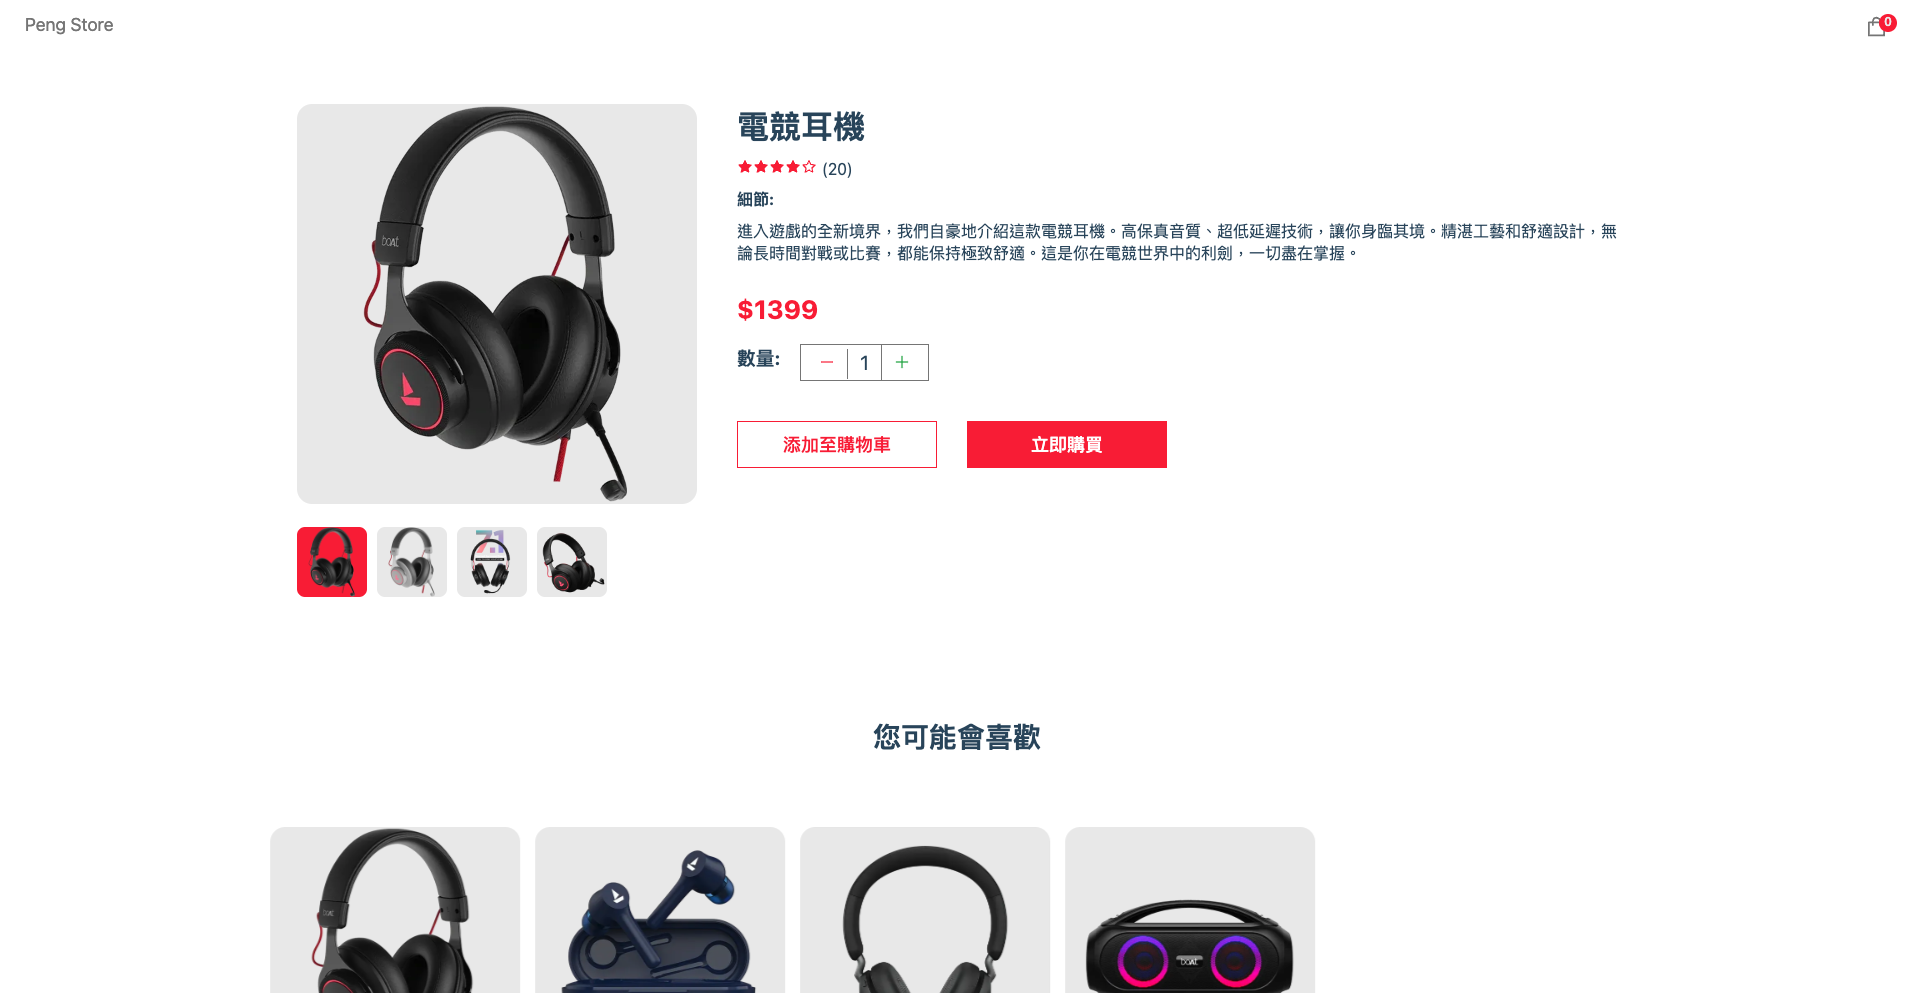 Peng Store
0
boAt
電競耳機
(20)
細節:
進入遊戲的全新境界，我們自豪地介紹這款電競耳機。高保真音質、超低延遲技術，讓你身臨其境。精湛工藝和舒適設計，無
論長時間對戰或比賽，都能保持極致舒適。這是你在電競世界中的利劍，一切盡在掌握。
$1399
數量:
− 1 +
添加至購物車
立即購買
7.1
您可能會喜歡
boAt
boAt